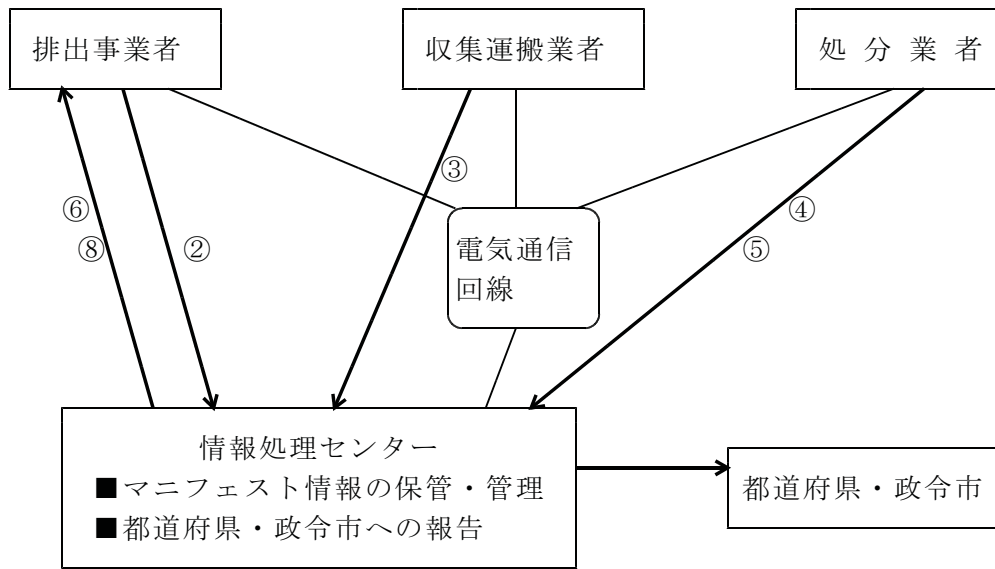 排出事業者
収集運搬業者
処分業者
③
⑥
④
⑧
②
⑤
電気通信
回線
情報処理センター
■マニフェスト情報の保管・管理
■都道府県・政令市への報告
都道府県・政令市